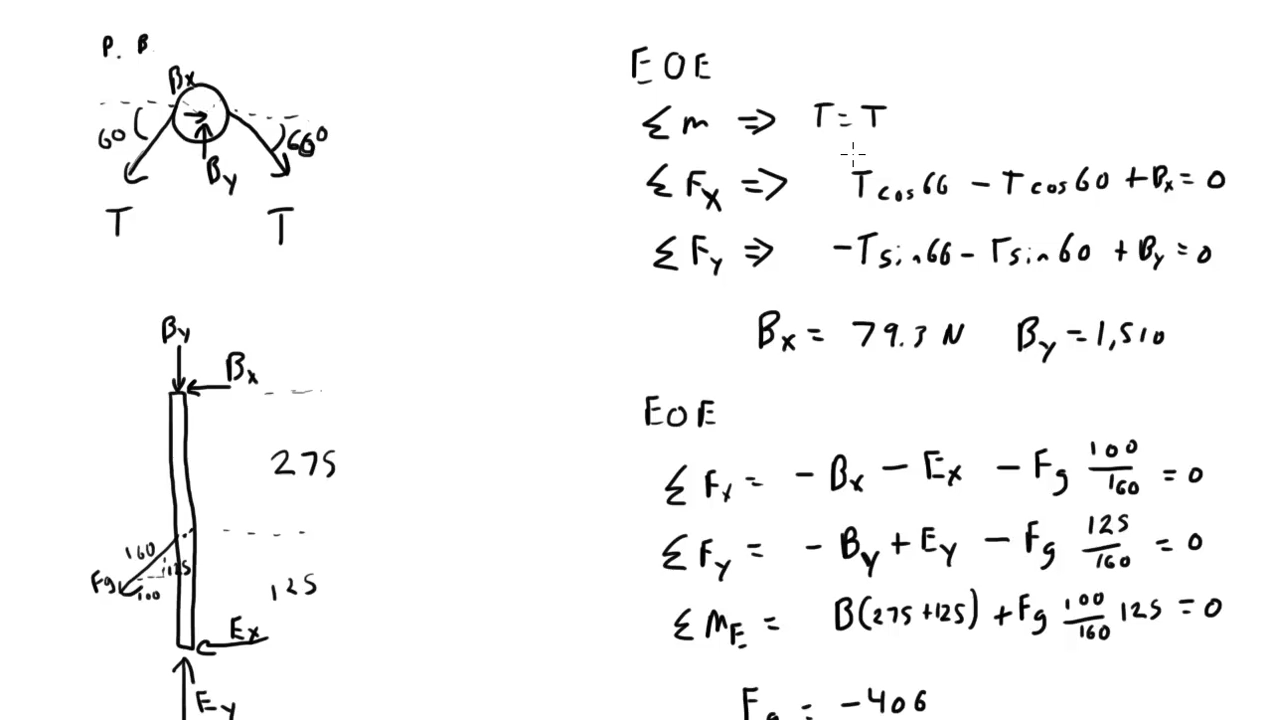 P. B
Bx
60
60°
By
T
T
EOE
Σm => T = T
ΣFx => Tcos66 - Tcos60 + Bx = 0
ΣFy => -Tsin66 - Tsin60 + By = 0
Bx = 79.3 N By = 1,510
By
Bx
275
160
125
Fg
100
125
Ex
Ey
EOE
ΣFx = - Bx - Ex - Fg 100/160 = 0
ΣFy = - By + Ey - Fg 125/160 = 0
ΣME = B(275 + 125) + Fg 100/160 125 = 0
Fg = -406